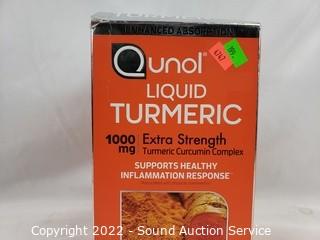 ENHANCED ABSORPTION
Qunol®
LIQUID
TURMERIC
1000 mg Extra Strength
Turmeric Curcumin Complex
SUPPORTS HEALTHY
INFLAMMATION RESPONSE
Copyright © 2022 - Sound Auction Service